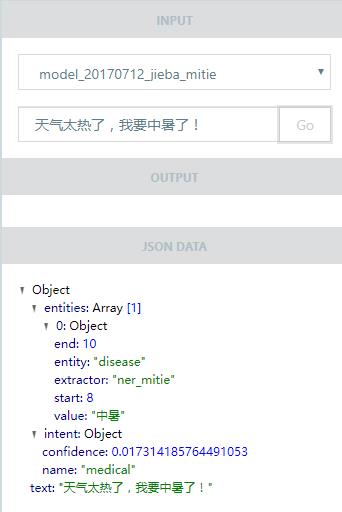 INPUT
model_20170712_jieba_mitie
天气太热了，我要中暑了！ Go
OUTPUT
JSON DATA
Object
entities: Array [1]
0: Object
end: 10
entity: "disease"
extractor: "ner_mitie"
start: 8
value: "中暑"
intent: Object
confidence: 0.017314185764491053
name: "medical"
text: "天气太热了，我要中暑了！"